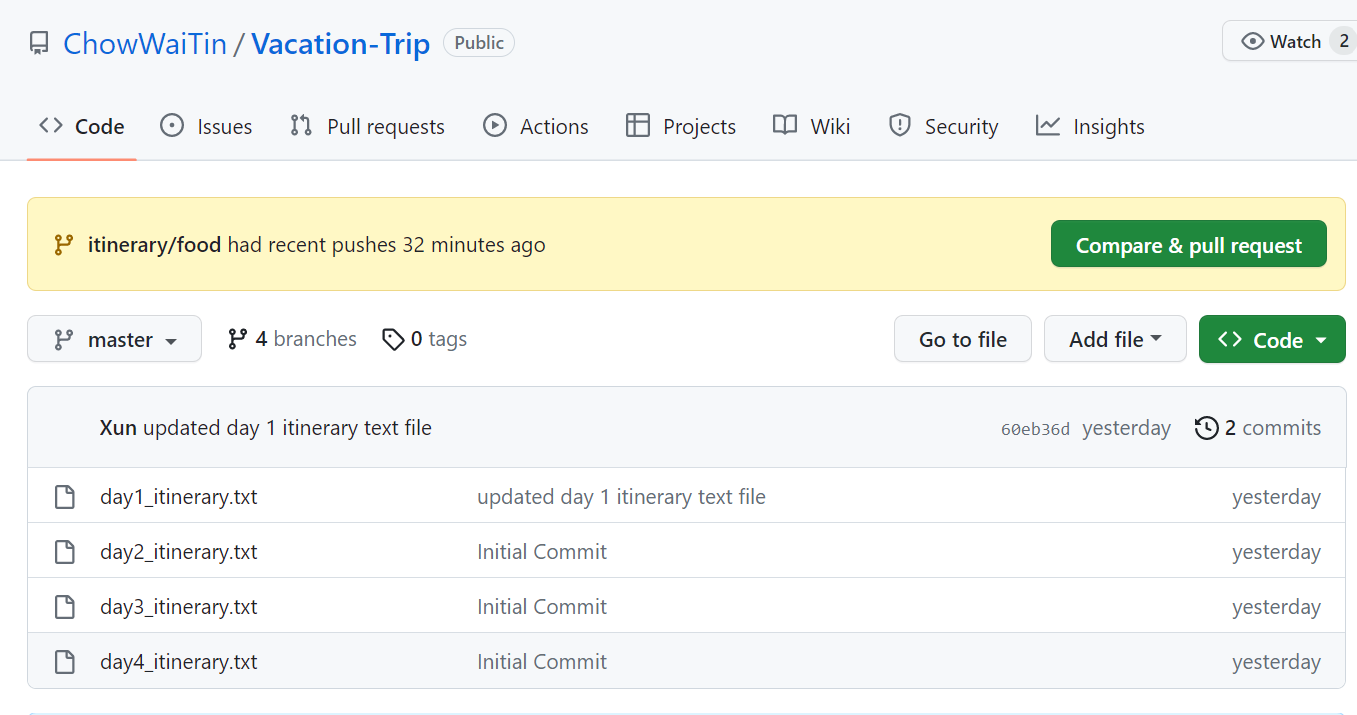 ChowWaiTin / Vacation-Trip Public Watch 2
Code Issues Pull requests Actions Projects Wiki Security Insights
itinerary/food had recent pushes 32 minutes ago Compare & pull request
master 4 branches 0 tags Go to file Add file Code
Xun updated day 1 itinerary text file 60eb36d yesterday 2 commits
day1_itinerary.txt updated day 1 itinerary text file yesterday
day2_itinerary.txt Initial Commit yesterday
day3_itinerary.txt Initial Commit yesterday
day4_itinerary.txt Initial Commit yesterday